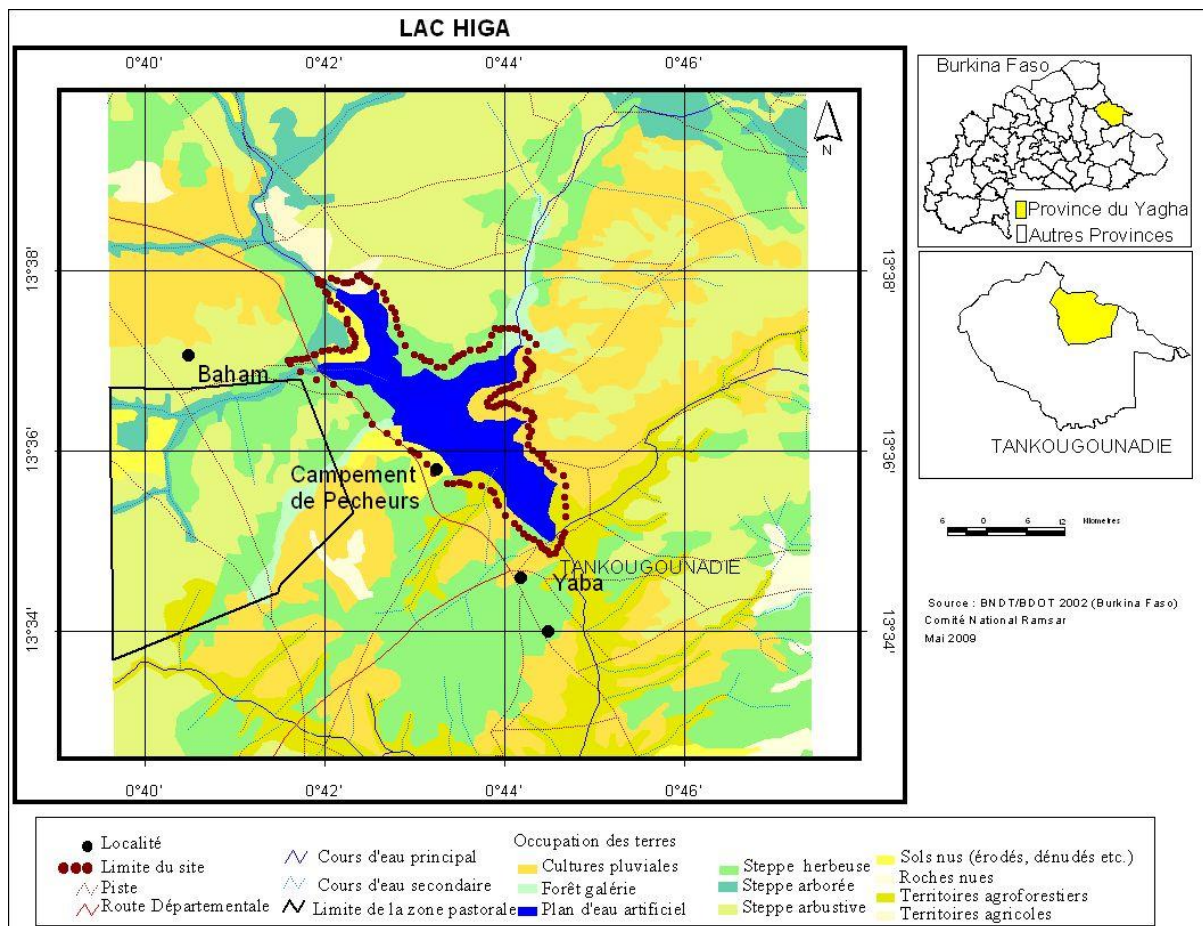 LAC HIGA
0°40' 0°42' 0°44' 0°46'
N
13°38' 13°38'
Baham
13°36' 13°36'
Campement
de Pecheurs
TANKOUGOUNADIE
Yaba
13°34' 13°34'
0°40' 0°42' 0°44' 0°46'
Burkina Faso
Province du Yagha
Autres Provinces
TANKOUGOUNADIE
6 0 6 12 Kilometres
Source : BNDT/BDOT 2002 (Burkina Faso)
Comité National Ramsar
Mai 2009
Localité
Limite du site
Piste
Route Départementale
Cours d'eau principal
Cours d'eau secondaire
Limite de la zone pastorale
Occupation des terres
Cultures pluviales
Forêt galérie
Plan d'eau artificiel
Steppe herbeuse
Steppe arborée
Steppe arbustive
Sols nus (érodés, dénudés etc.)
Roches nues
Territoires agroforestiers
Territoires agricoles